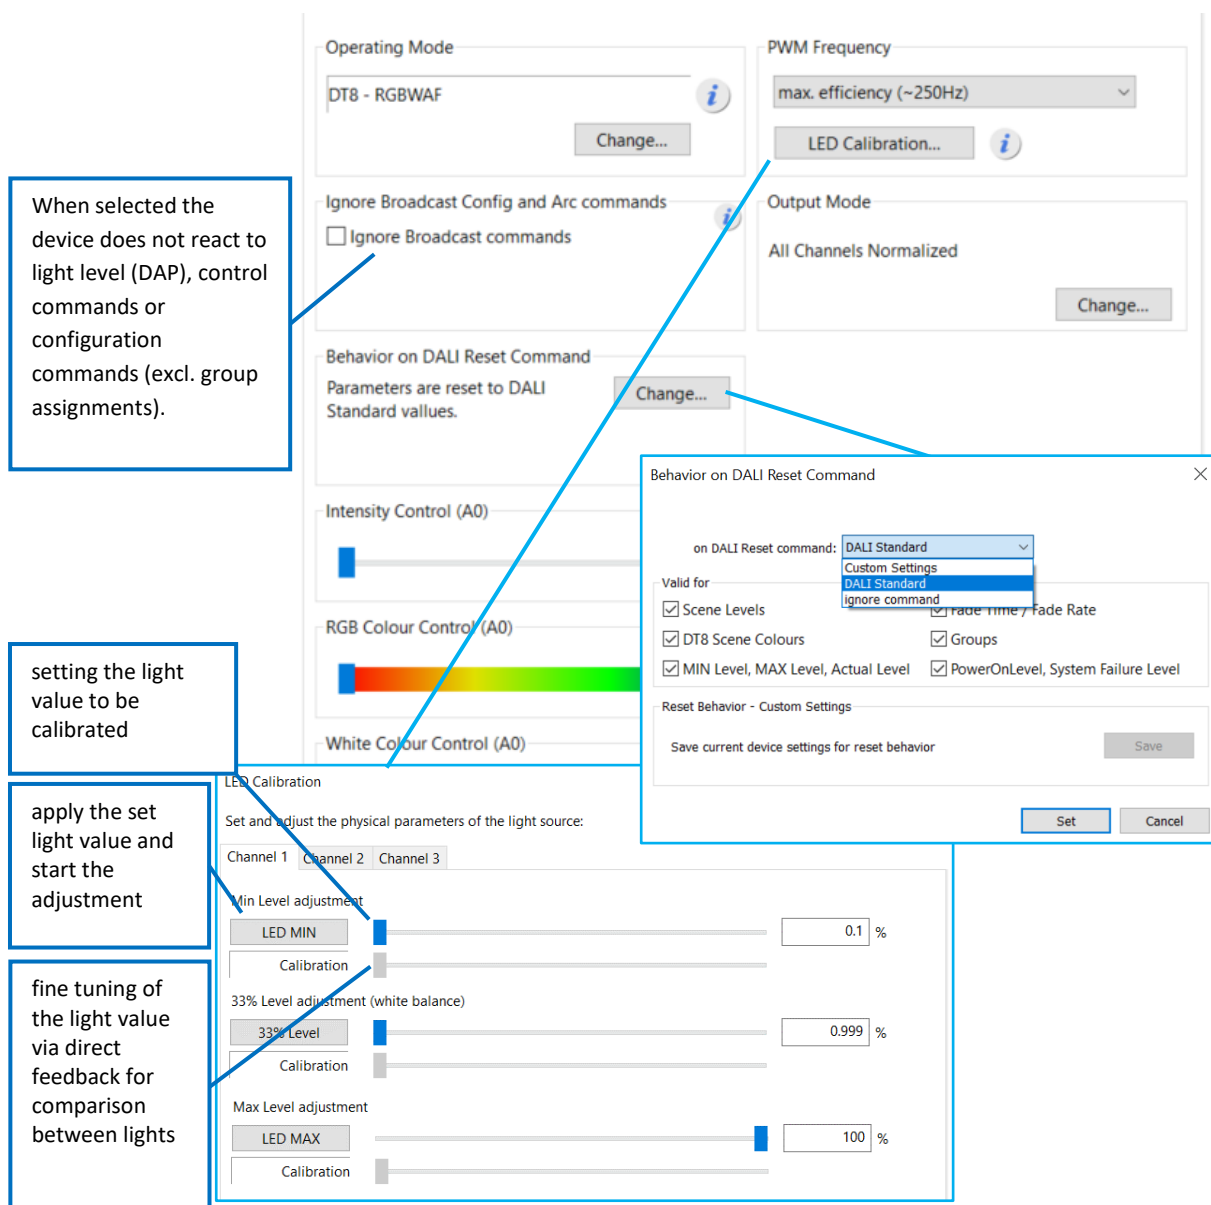 Operating Mode
DT8 - RGBWAF
Change...
PWM Frequency
max. efficiency (~250Hz)
LED Calibration...
When selected the
device does not react to
light level (DAP), control
commands or
configuration
commands (excl. group
assignments).
Ignore Broadcast Config and Arc commands
Ignore Broadcast commands
Output Mode
All Channels Normalized
Change...
Behavior on DALI Reset Command
Parameters are reset to DALI
Standard vallues.
Change...
Behavior on DALI Reset Command
on DALI Reset command: DALI Standard
Custom Settings
DALI Standard
ignore command
Valid for
Scene Levels
Fade Time / Fade Rate
DT8 Scene Colours
Groups
MIN Level, MAX Level, Actual Level
PowerOnLevel, System Failure Level
Reset Behavior - Custom Settings
Save current device settings for reset behavior
Save
Set
Cancel
Intensity Control (A0)
RGB Colour Control (A0)
White Colour Control (A0)
setting the light
value to be
calibrated
apply the set
light value and
start the
adjustment
fine tuning of
the light value
via direct
feedback for
comparison
between lights
LED Calibration
Set and adjust the physical parameters of the light source:
Channel 1
Channel 2
Channel 3
Min Level adjustment
LED MIN
0.1 %
Calibration
33% Level adjustment (white balance)
33% Level
0.999 %
Calibration
Max Level adjustment
LED MAX
100 %
Calibration